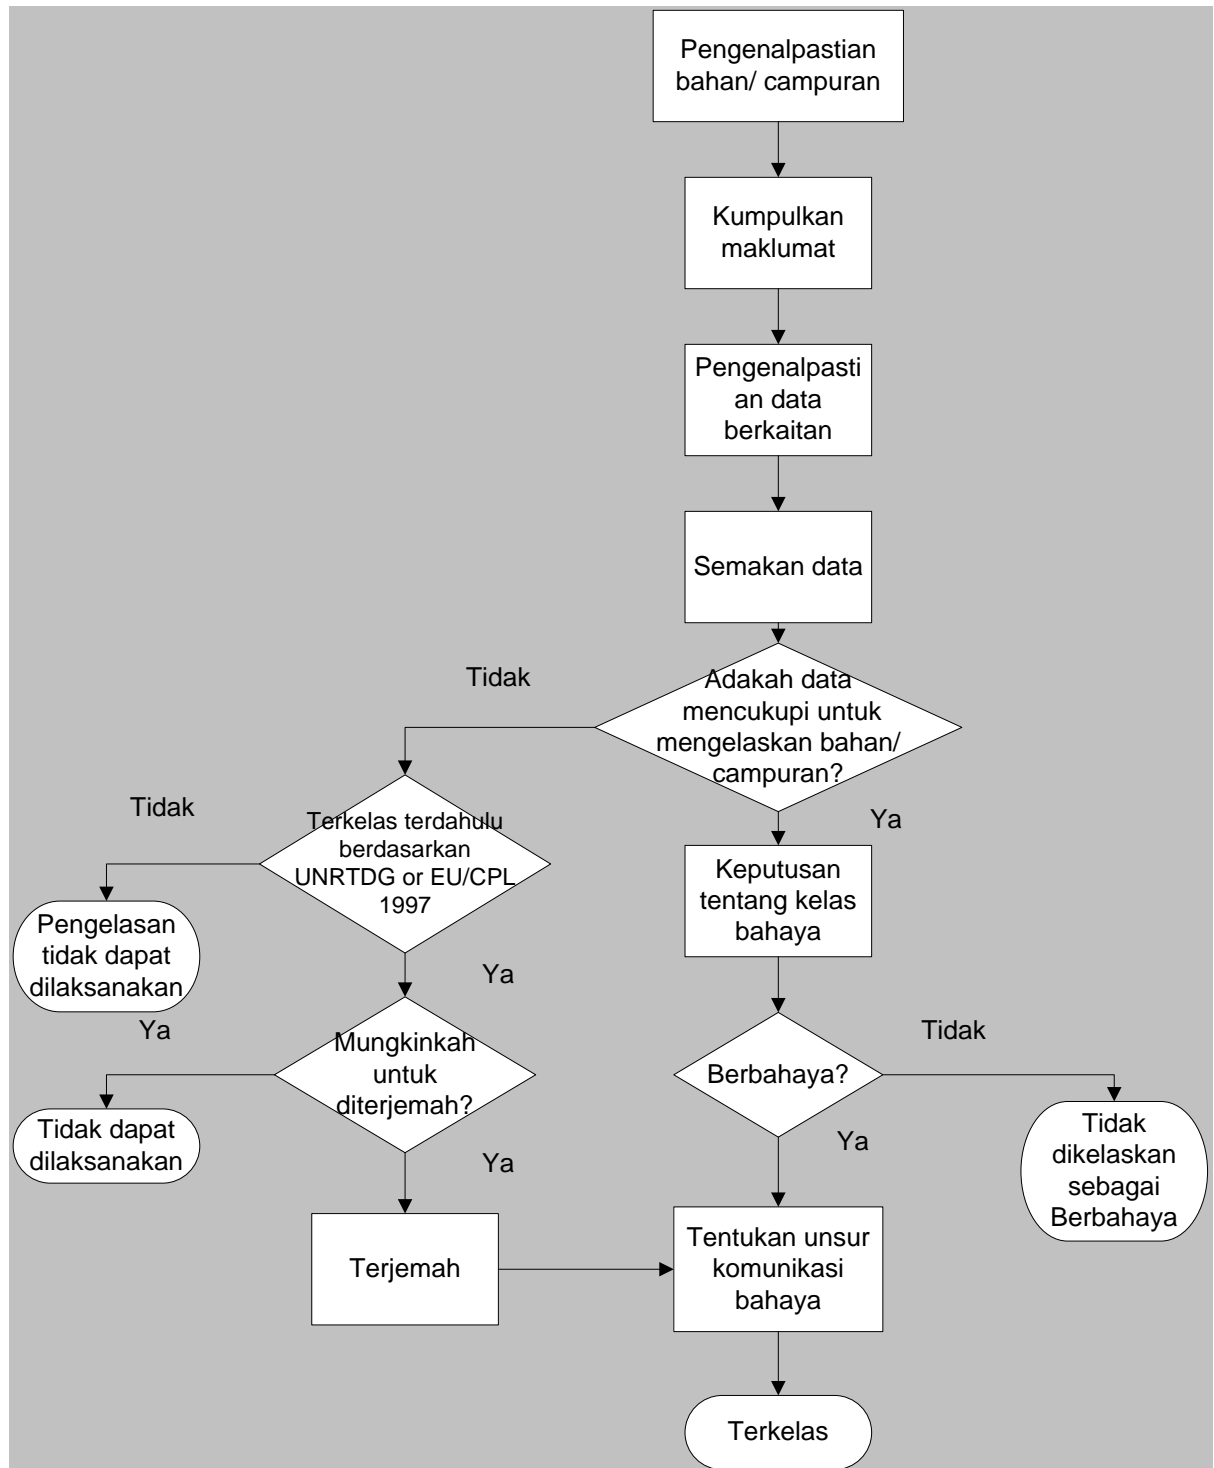 Pengenalpastian
bahan/ campuran
Kumpulkan
maklumat
Pengenalpasti
an data
berkaitan
Semakan data
Tidak
Adakah data
mencukupi untuk
mengelaskan bahan/
campuran?
Ya
Tidak
Terkelas terdahulu
berdasarkan
UNRTDG or EU/CPL
1997
Keputusan
tentang kelas
bahaya
Pengelasan
tidak dapat
dilaksanakan
Ya
Ya
Mungkinkah
untuk
diterjemah?
Berbahaya?
Tidak
Tidak dapat
dilaksanakan
Ya
Ya
Tidak
dikelaskan
sebagai
Berbahaya
Terjemah
Tentukan unsur
komunikasi
bahaya
Terkelas